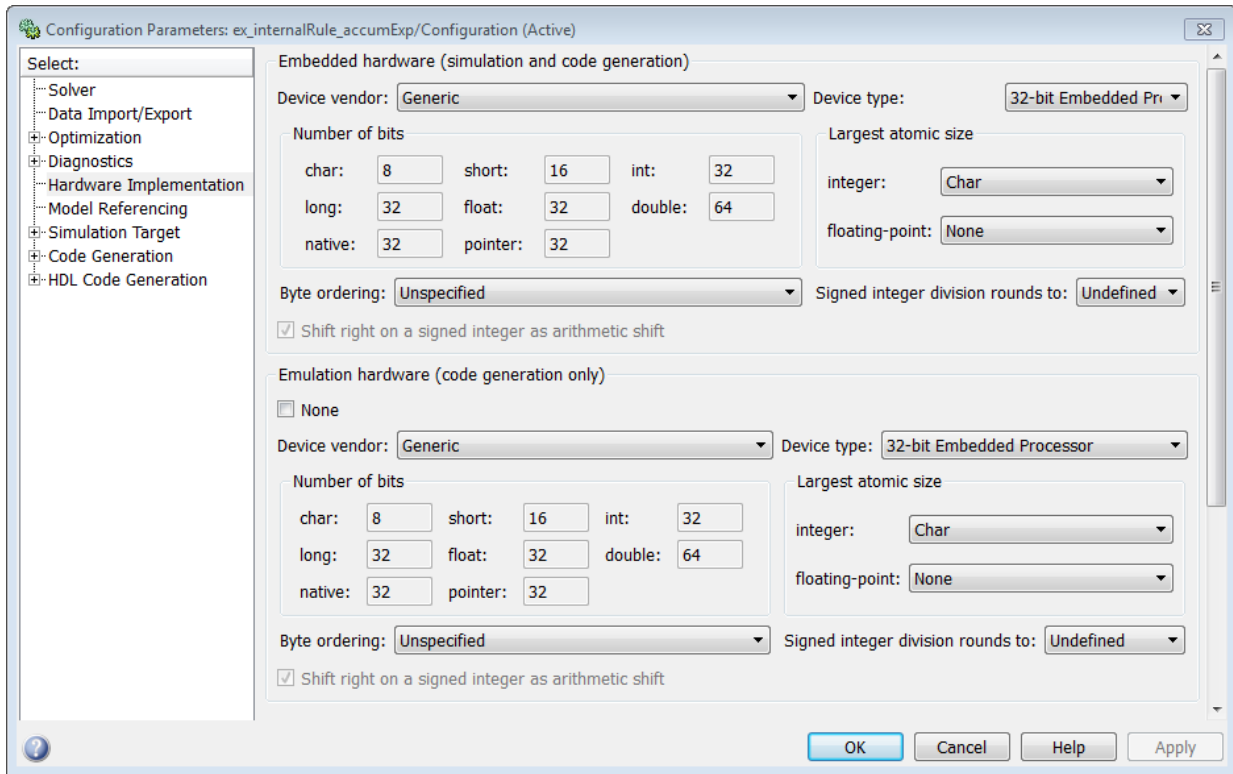 Configuration Parameters: ex_internalRule_accumExp/Configuration (Active)
Select:
Solver
Data Import/Export
Optimization
Diagnostics
Hardware Implementation
Model Referencing
Simulation Target
Code Generation
HDL Code Generation
Embedded hardware (simulation and code generation)
Device vendor: Generic Device type: 32-bit Embedded Pr
Number of bits
char: 8 short: 16 int: 32
long: 32 float: 32 double: 64
native: 32 pointer: 32
Largest atomic size
integer: Char
floating-point: None
Byte ordering: Unspecified Signed integer division rounds to: Undefined
Shift right on a signed integer as arithmetic shift
Emulation hardware (code generation only)
None
Device vendor: Generic Device type: 32-bit Embedded Processor
Number of bits
char: 8 short: 16 int: 32
long: 32 float: 32 double: 64
native: 32 pointer: 32
Largest atomic size
integer: Char
floating-point: None
Byte ordering: Unspecified Signed integer division rounds to: Undefined
Shift right on a signed integer as arithmetic shift
? OK Cancel Help Apply